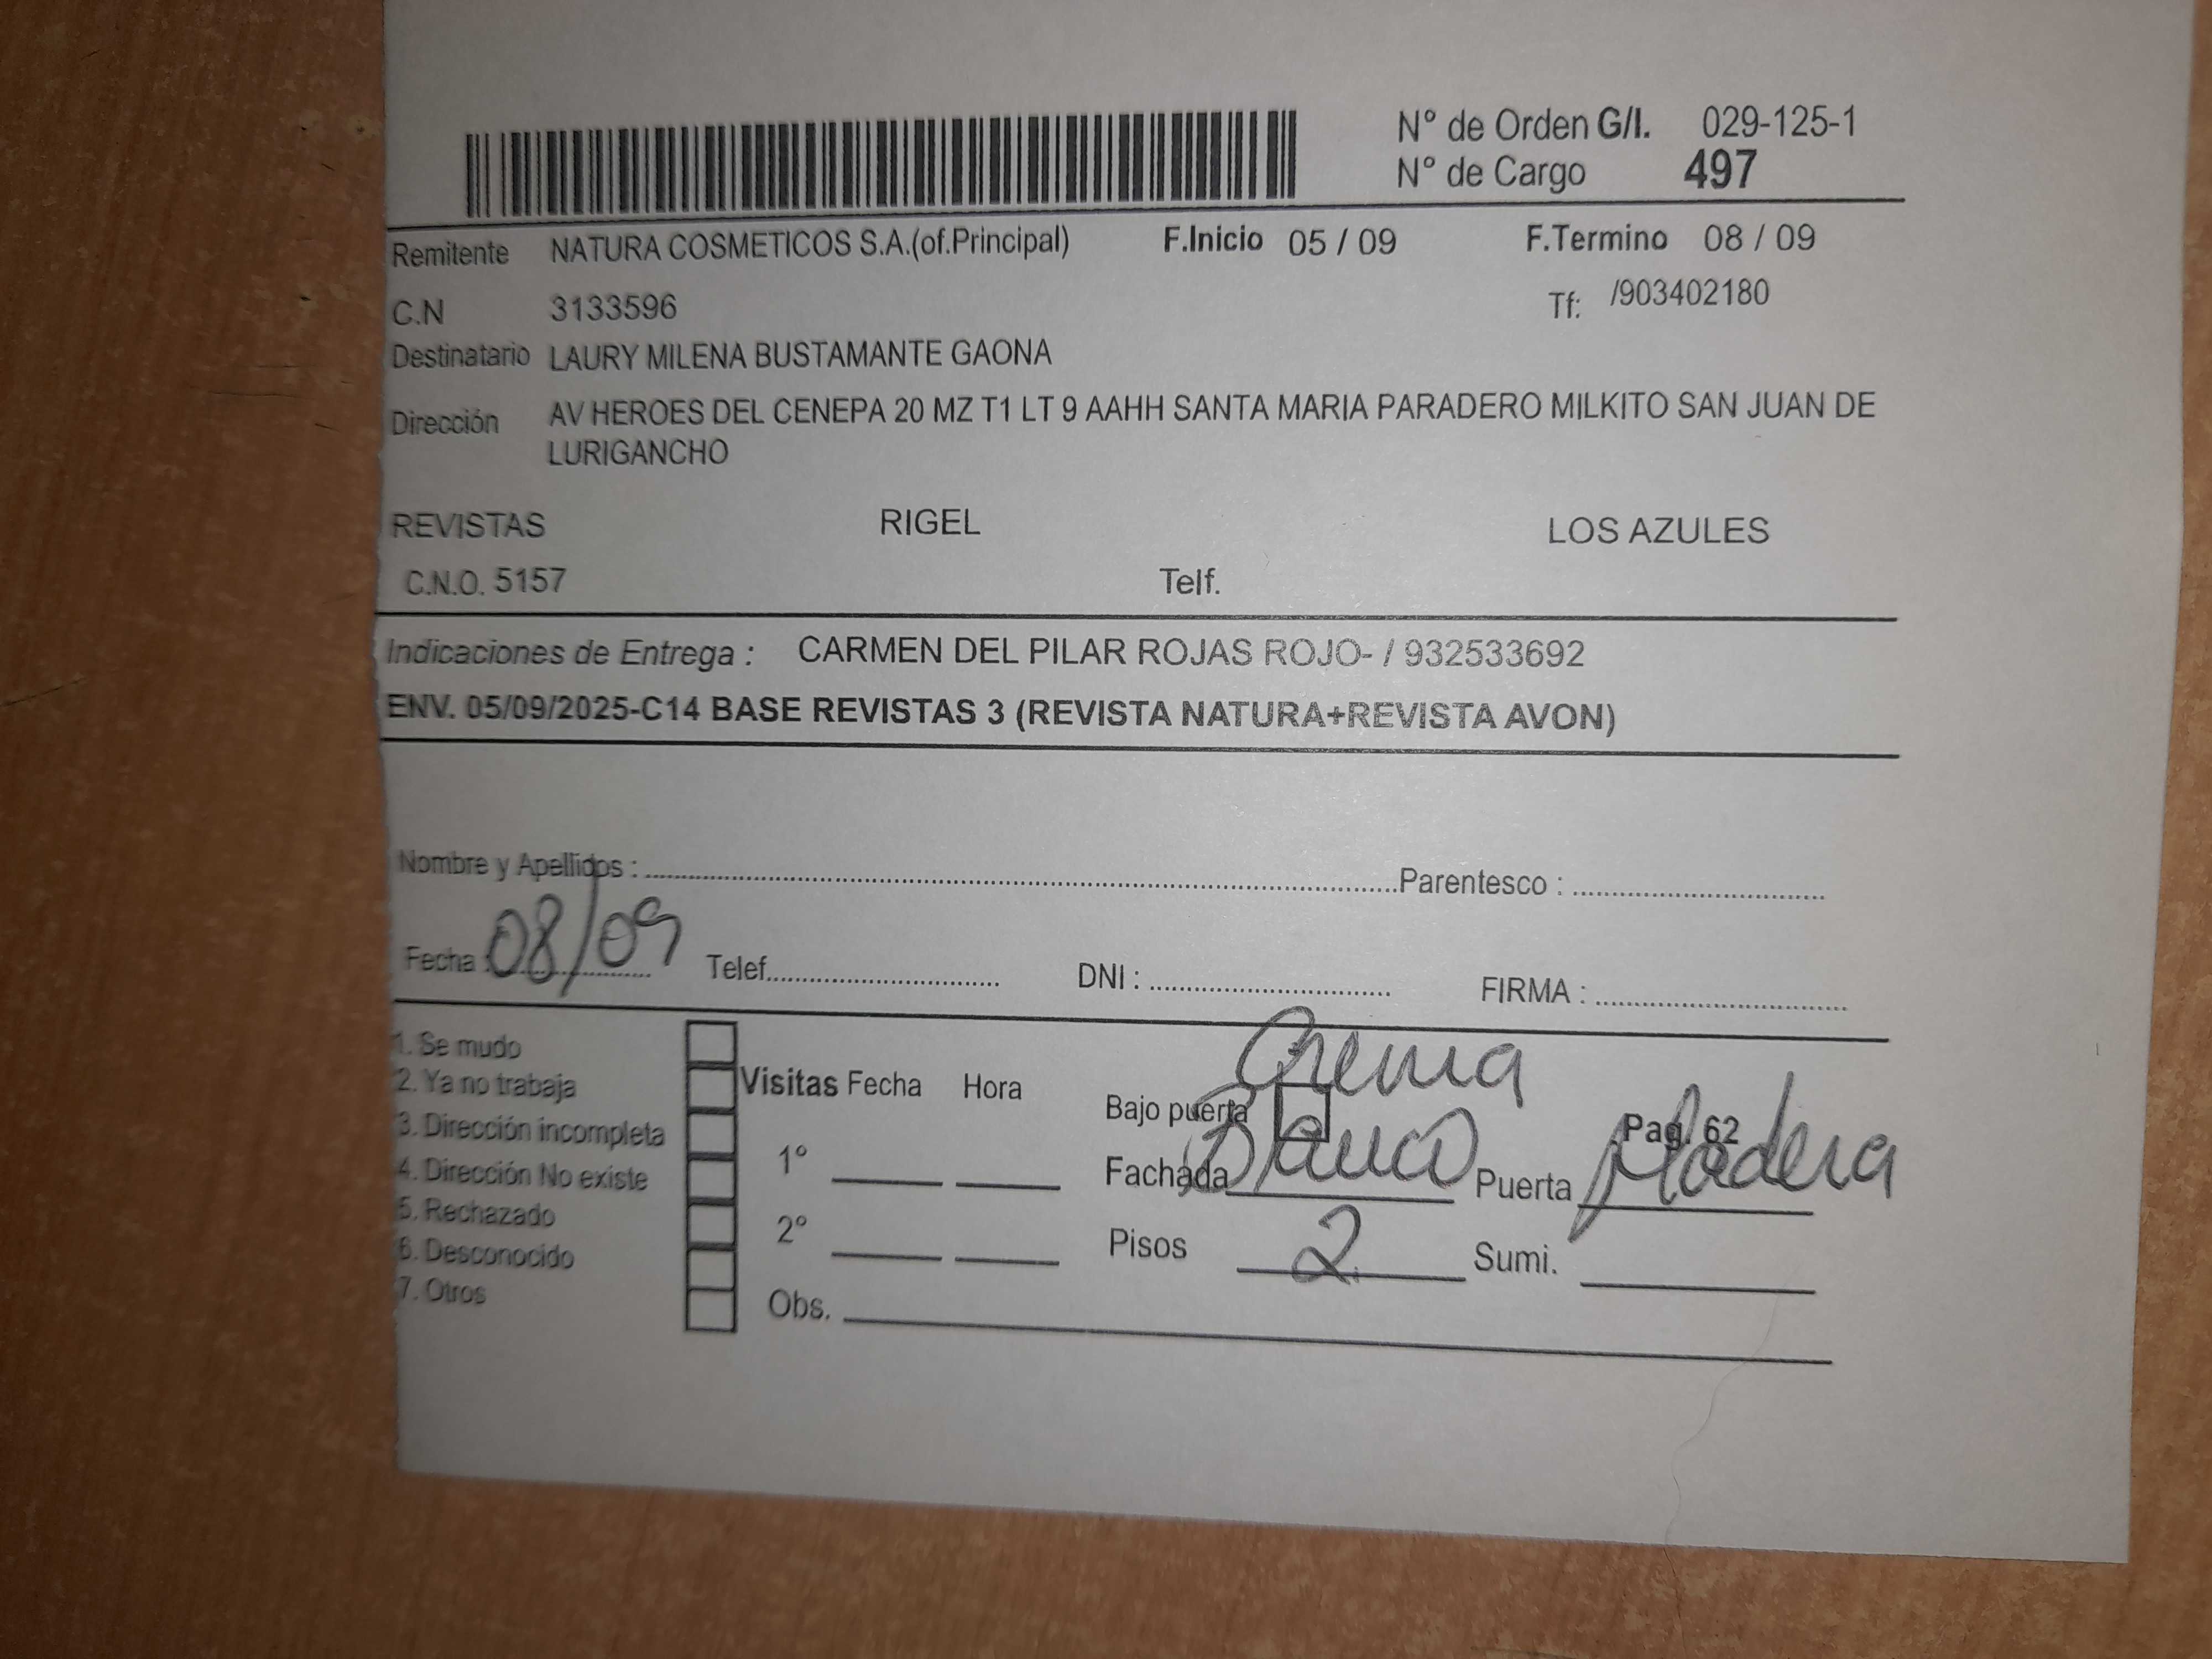 N° de Orden G/I. 029-125-1
N° de Cargo 497
Remitente NATURA COSMETICOS S.A.(of.Principal) F.Inicio 05 / 09 F.Termino 08 / 09
C.N 3133596 Tf: /903402180
Destinatario LAURY MILENA BUSTAMANTE GAONA
Dirección AV HEROES DEL CENEPA 20 MZ T1 LT 9 AAHH SANTA MARIA PARADERO MILKITO SAN JUAN DE
LURIGANCHO
REVISTAS RIGEL LOS AZULES
C.N.O. 5157 Telf.
Indicaciones de Entrega : CARMEN DEL PILAR ROJAS ROJO- / 932533692
ENV. 05/09/2025-C14 BASE REVISTAS 3 (REVISTA NATURA+REVISTA AVON)
Nombre y Apellidos : Parentesco :
Fecha : 08/09 Telef. DNI : FIRMA :
1. Se mudo
2. Ya no trabaja
3. Dirección incompleta
4. Dirección No existe
5. Rechazado
6. Desconocido
7. Otros
Visitas Fecha Hora
1°
2°
Obs.
Crema
Bajo puerta Pag. 62
Fachada Blanco Puerta Madera
Pisos 2 Sumi.